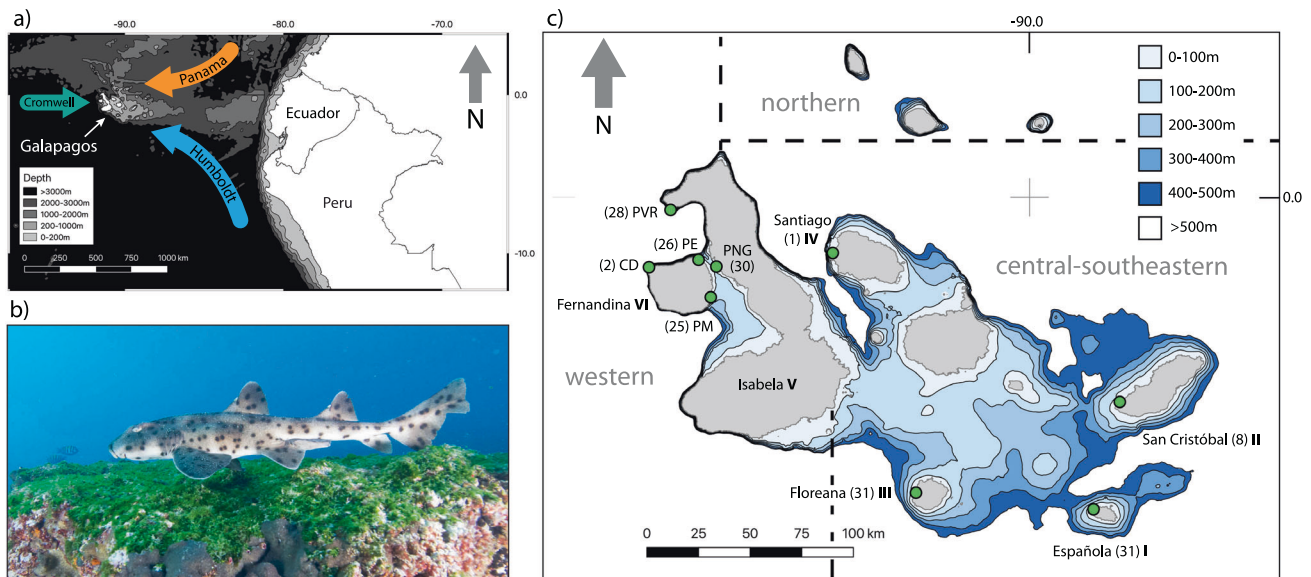 a)
-90.0
-80.0
-70.0
Panama
Cromwell
Galapagos
Humboldt
Ecuador
Peru
N
0.0
-10.0
Depth
>3000m
2000-3000m
1000-2000m
200-1000m
0-200m
0
250
500
750
1000 km
b)
c)
-90.0
N
northern
0-100m
100-200m
200-300m
300-400m
400-500m
>500m
0.0
(28) PVR
Santiago
(1) IV
(26) PE
PNG
(30)
(2) CD
central-southeastern
Fernandina VI
(25) PM
western
Isabela V
San Cristóbal (8) II
Floreana (31) III
Española (31) I
0
25
50
75
100 km